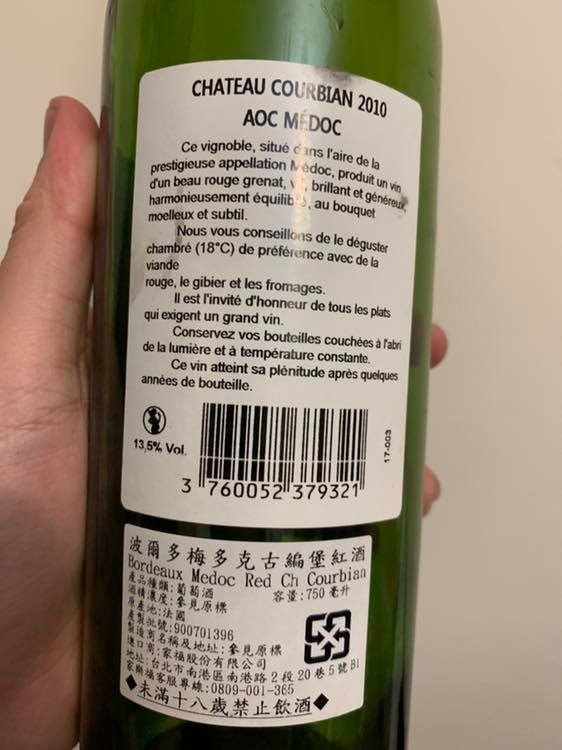 CHATEAU COURBIAN 2010
AOC MÉDOC
Ce vignoble, situé dans l'aire de la
prestigieuse appellation Médoc, produit un vin
d'un beau rouge grenat, brillant et généreux,
harmonieusement équilibré, au bouquet
moelleux et subtil.
Nous vous conseillons de le déguster
chambré (18°C) de préférence avec de la
viande
rouge, le gibier et les fromages.
Il est l'invité d'honneur de tous les plats
qui exigent un grand vin.
Conservez vos bouteilles couchées à l'abri
de la lumière et à température constante.
Ce vin atteint sa plénitude après quelques
années de bouteille.
13,5% Vol.
17-003
3 760052 379321
波爾多梅多克古編堡紅酒
Bordeaux Medoc Red Ch Courbian
產品種類:葡萄酒 容量:750 毫升
酒精濃度:參見原標
原產地:法國
產製批號:900701396
製造商名稱及地址:參見原標
進口商:家福股份有限公司
地址:台北市南港區南港路2段20巷5號B1
家樂福客服專線:0809-001-365
◆未滿十八歲禁止飲酒◆